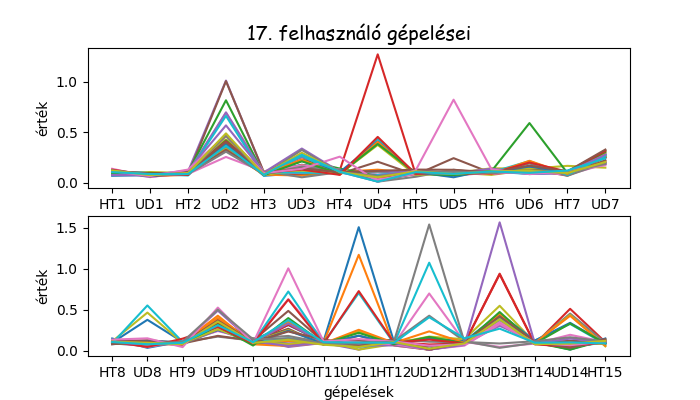 17. felhasználó gépelései
1.0
0.5
0.0
érték
HT1 UD1 HT2 UD2 HT3 UD3 HT4 UD4 HT5 UD5 HT6 UD6 HT7 UD7
1.5
1.0
0.5
0.0
érték
HT8 UD8 HT9 UD9 HT10 UD10 HT11 UD11 HT12 UD12 HT13 UD13 HT14 UD14 HT15
gépelések